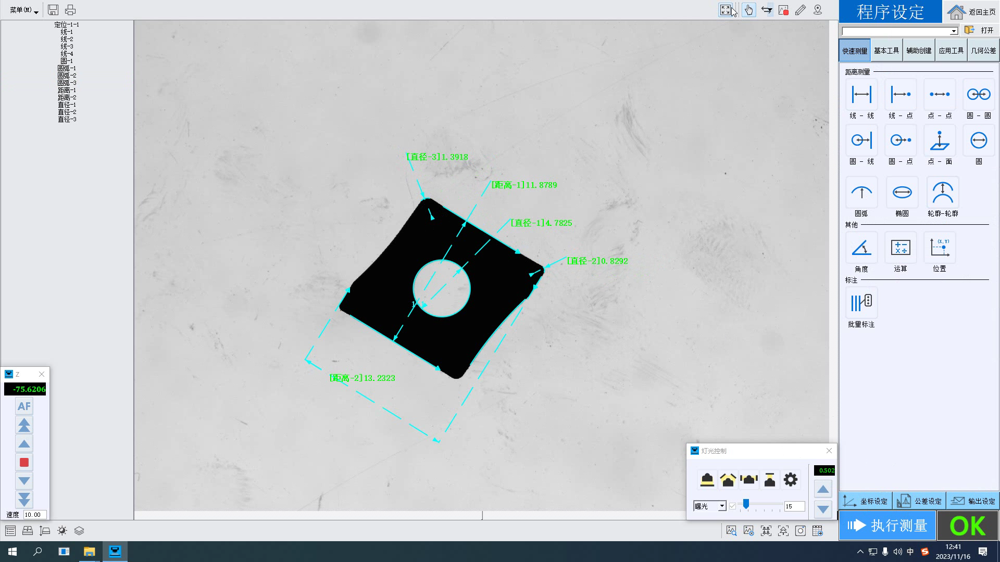 菜单(M)
程序设定
返回主页
打开
定位-1-1
线-1
线-2
线-3
线-4
圆-1
圆弧-1
圆弧-2
圆弧-3
距离-1
距离-2
直径-1
直径-2
直径-3
快速测量
基本工具
辅助创建
应用工具
几何公差
距离测量
线 - 线
线 - 点
点 - 点
圆 - 圆
圆 - 线
圆 - 点
点 - 面
圆
圆弧
椭圆
轮廓-轮廓
其他
(X,Y)
角度
运算
位置
标注
批量标注
[直径-3]1.3918
[距离-1]11.8789
[直径-1]4.7825
[直径-2]0.8292
[距离-2]13.2323
Z
-75.6206
AF
速度 10.00
灯光控制
0.502
曝光
15
坐标设定
公差设定
输出设定
执行测量
OK
中
12:41
2023/11/16